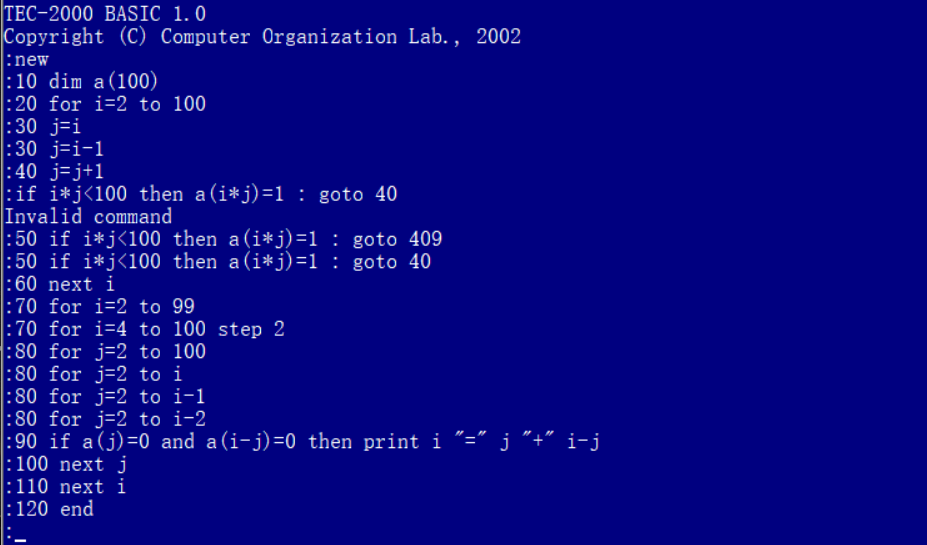 TEC-2000 BASIC 1.0
Copyright (C) Computer Organization Lab., 2002
:new
:10 dim a(100)
:20 for i=2 to 100
:30 j=i
:30 j=i-1
:40 j=j+1
:if i*j<100 then a(i*j)=1 : goto 40
Invalid command
:50 if i*j<100 then a(i*j)=1 : goto 409
:50 if i*j<100 then a(i*j)=1 : goto 40
:60 next i
:70 for i=2 to 99
:70 for i=4 to 100 step 2
:80 for j=2 to 100
:80 for j=2 to i
:80 for j=2 to i-1
:80 for j=2 to i-2
:90 if a(j)=0 and a(i-j)=0 then print i "=" j "+" i-j
:100 next j
:110 next i
:120 end
:_